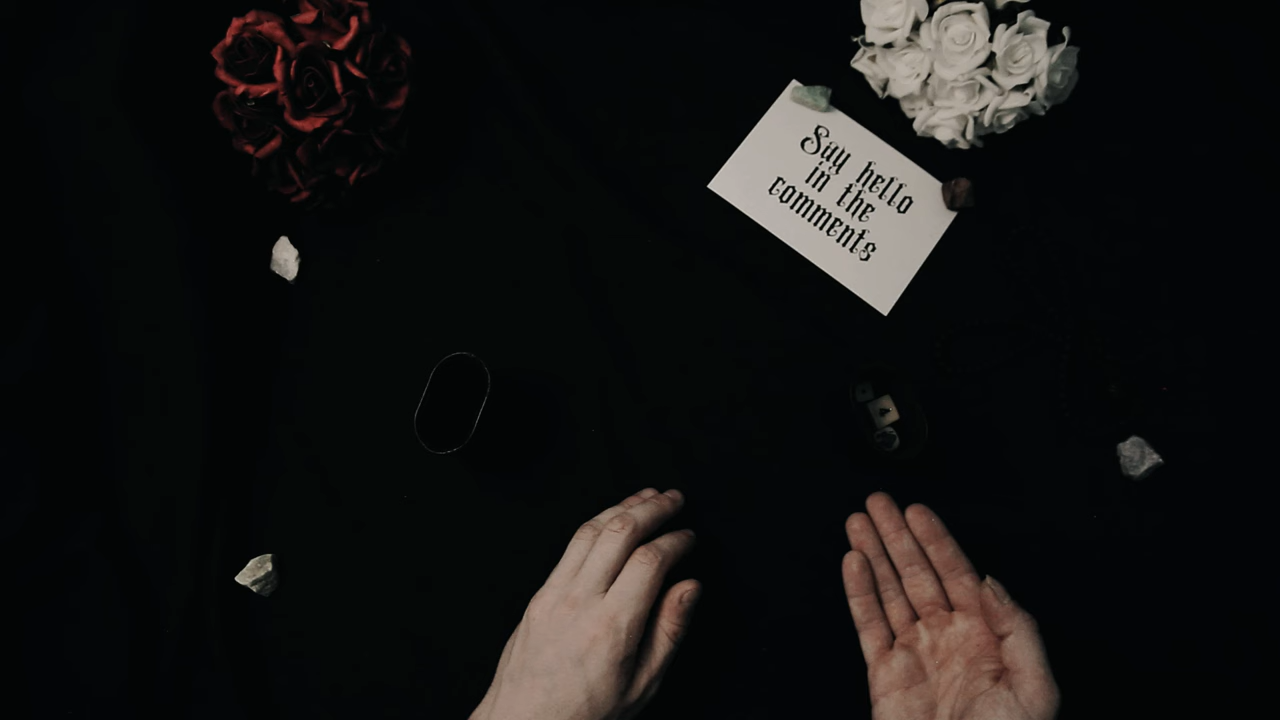 Say hello
in the
comments